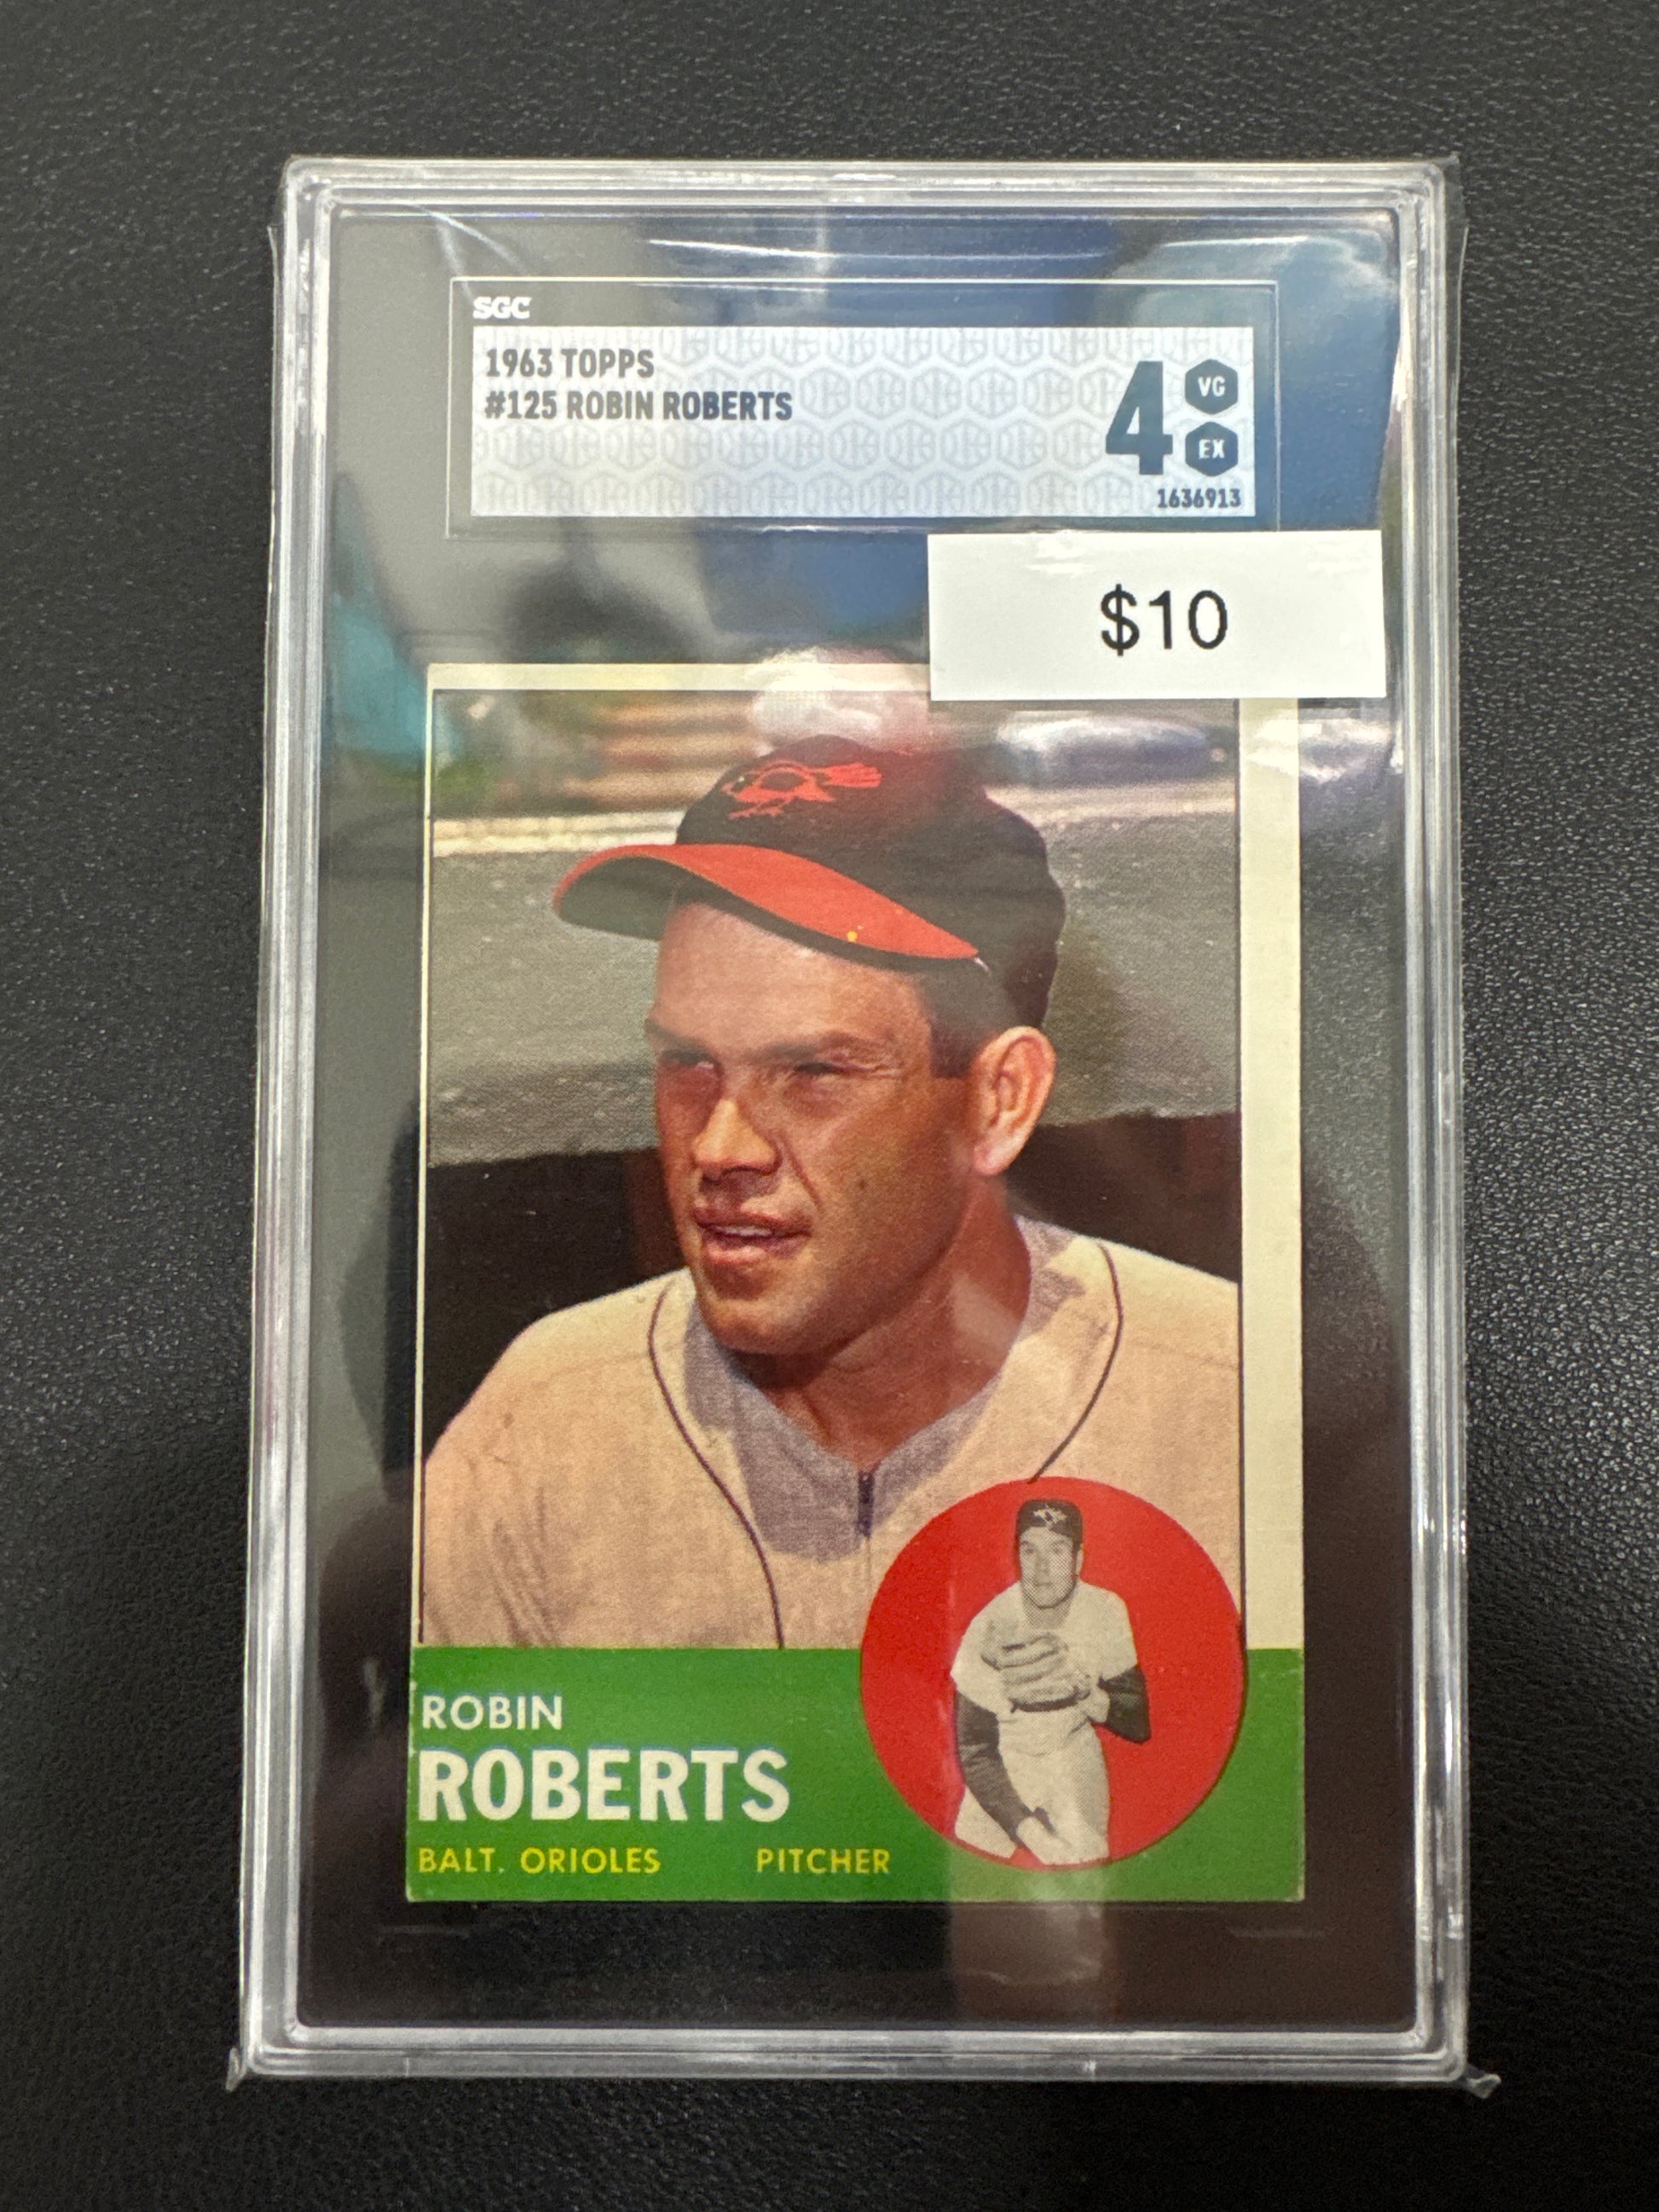 SGC
1963 TOPPS
#125 ROBIN ROBERTS
4
VG
EX
1636913
$10
ROBIN
ROBERTS
BALT. ORIOLES PITCHER